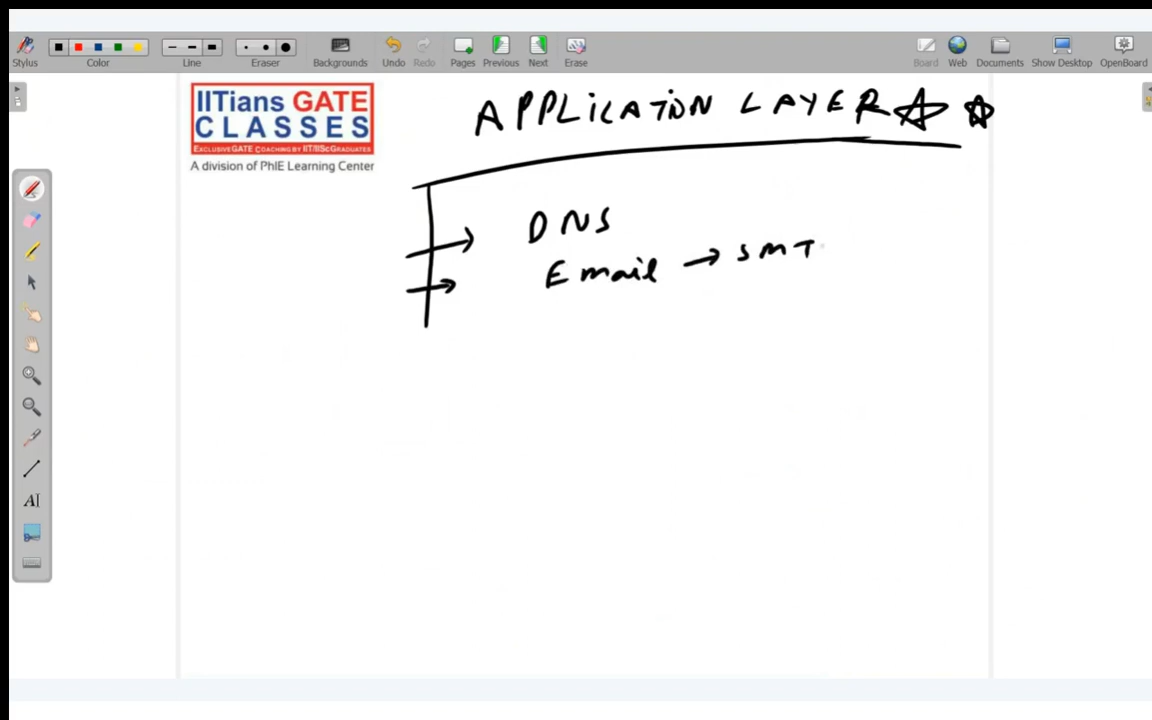 Stylus Color Line Eraser Backgrounds Undo Redo Pages Previous Next Erase Board Web Documents Show Desktop OpenBoard
IITians GATE
CLASSES
EXCLUSIVE GATE COACHING BY IIT/IISc GRADUATES
A division of PhIE Learning Center
APPLICATION LAYER
DNS
Email → SMT
AI